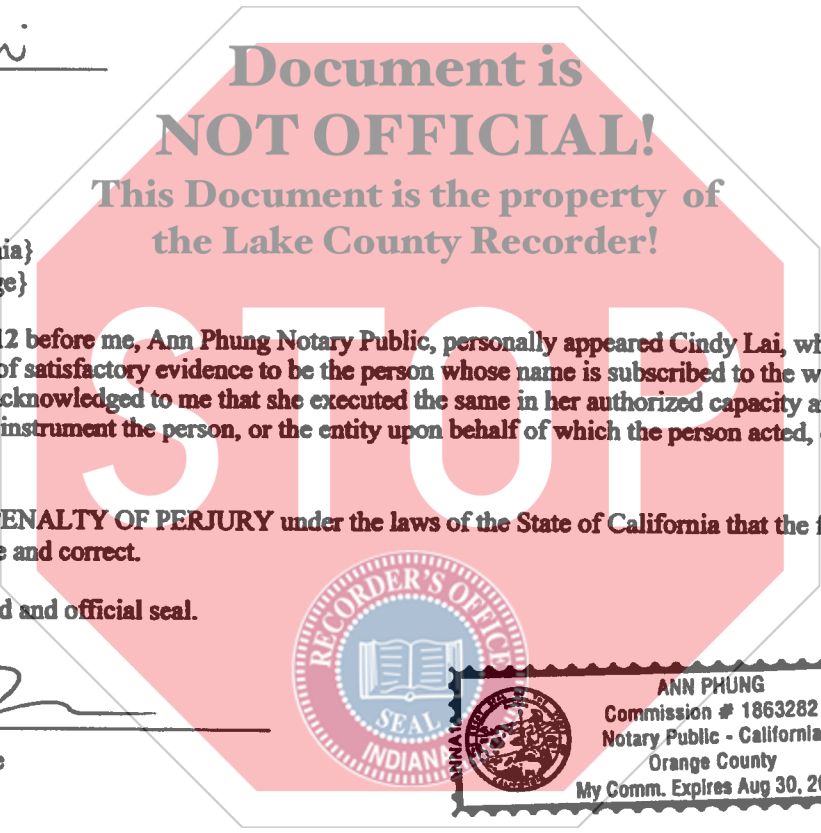 Document is
NOT OFFICIAL!
This Document is the property of
the Lake County Recorder!
STOP
12 before me, Ann Phung Notary Public, personally appeared Cindy Lai,
of satisfactory evidence to be the person whose name is subscribed to the
cknowledged to me that she executed the same in her authorized capacity
instrument the person, or the entity upon behalf of which the person acted,
ENALTY OF PERJURY under the laws of the State of California that the
and correct.
and official seal.
RECORDER'S OFFICE
SEAL
INDIANA
ANN PHUNG
Commission # 1863282
Notary Public - California
Orange County
My Comm. Expires Aug 30,